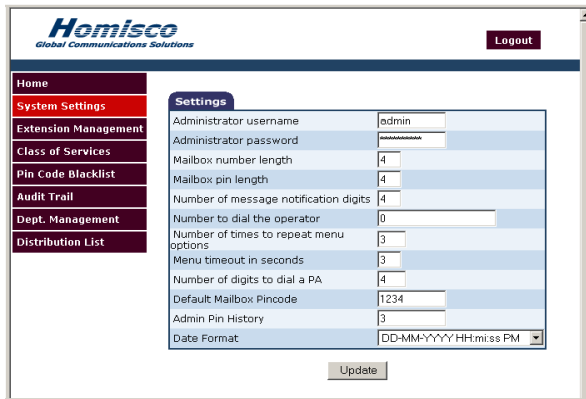 Homisco
Global Communications Solutions
Logout
Home
System Settings
Extension Management
Class of Services
Pin Code Blacklist
Audit Trail
Dept. Management
Distribution List
Settings
Administrator username admin
Administrator password **********
Mailbox number length 4
Mailbox pin length 4
Number of message notification digits 4
Number to dial the operator 0
Number of times to repeat menu
options 3
Menu timeout in seconds 3
Number of digits to dial a PA 4
Default Mailbox Pincode 1234
Admin Pin History 3
Date Format DD-MM-YYYY HH:mi:ss PM
Update